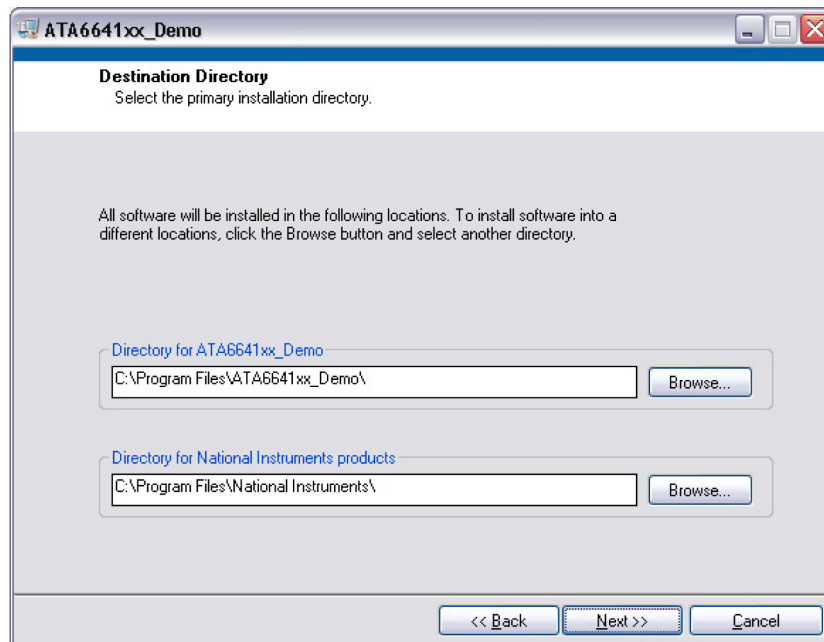 ATA6641xx_Demo
Destination Directory
Select the primary installation directory.
All software will be installed in the following locations. To install software into a
different locations, click the Browse button and select another directory.
Directory for ATA6641xx_Demo
C:\Program Files\ATA6641xx_Demo\
Browse...
Directory for National Instruments products
C:\Program Files\National Instruments\
Browse...
<< Back
Next >>
Cancel